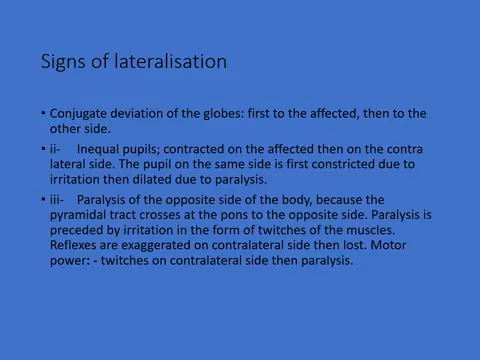 Signs of lateralisation
• Conjugate deviation of the globes: first to the affected, then to the
other side.
• ii- Inequal pupils; contracted on the affected then on the contra
lateral side. The pupil on the same side is first constricted due to
irritation then dilated due to paralysis.
• iii- Paralysis of the opposite side of the body, because the
pyramidal tract crosses at the pons to the opposite side. Paralysis is
preceded by irritation in the form of twitches of the muscles.
Reflexes are exaggerated on contralateral side then lost. Motor
power: - twitches on contralateral side then paralysis.